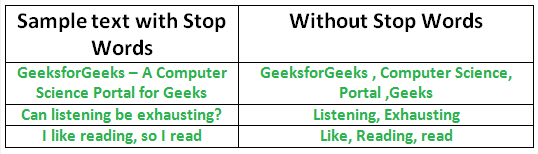 Sample text with Stop Words
Without Stop Words
GeeksforGeeks – A Computer Science Portal for Geeks
GeeksforGeeks , Computer Science, Portal ,Geeks
Can listening be exhausting?
Listening, Exhausting
I like reading, so I read
Like, Reading, read